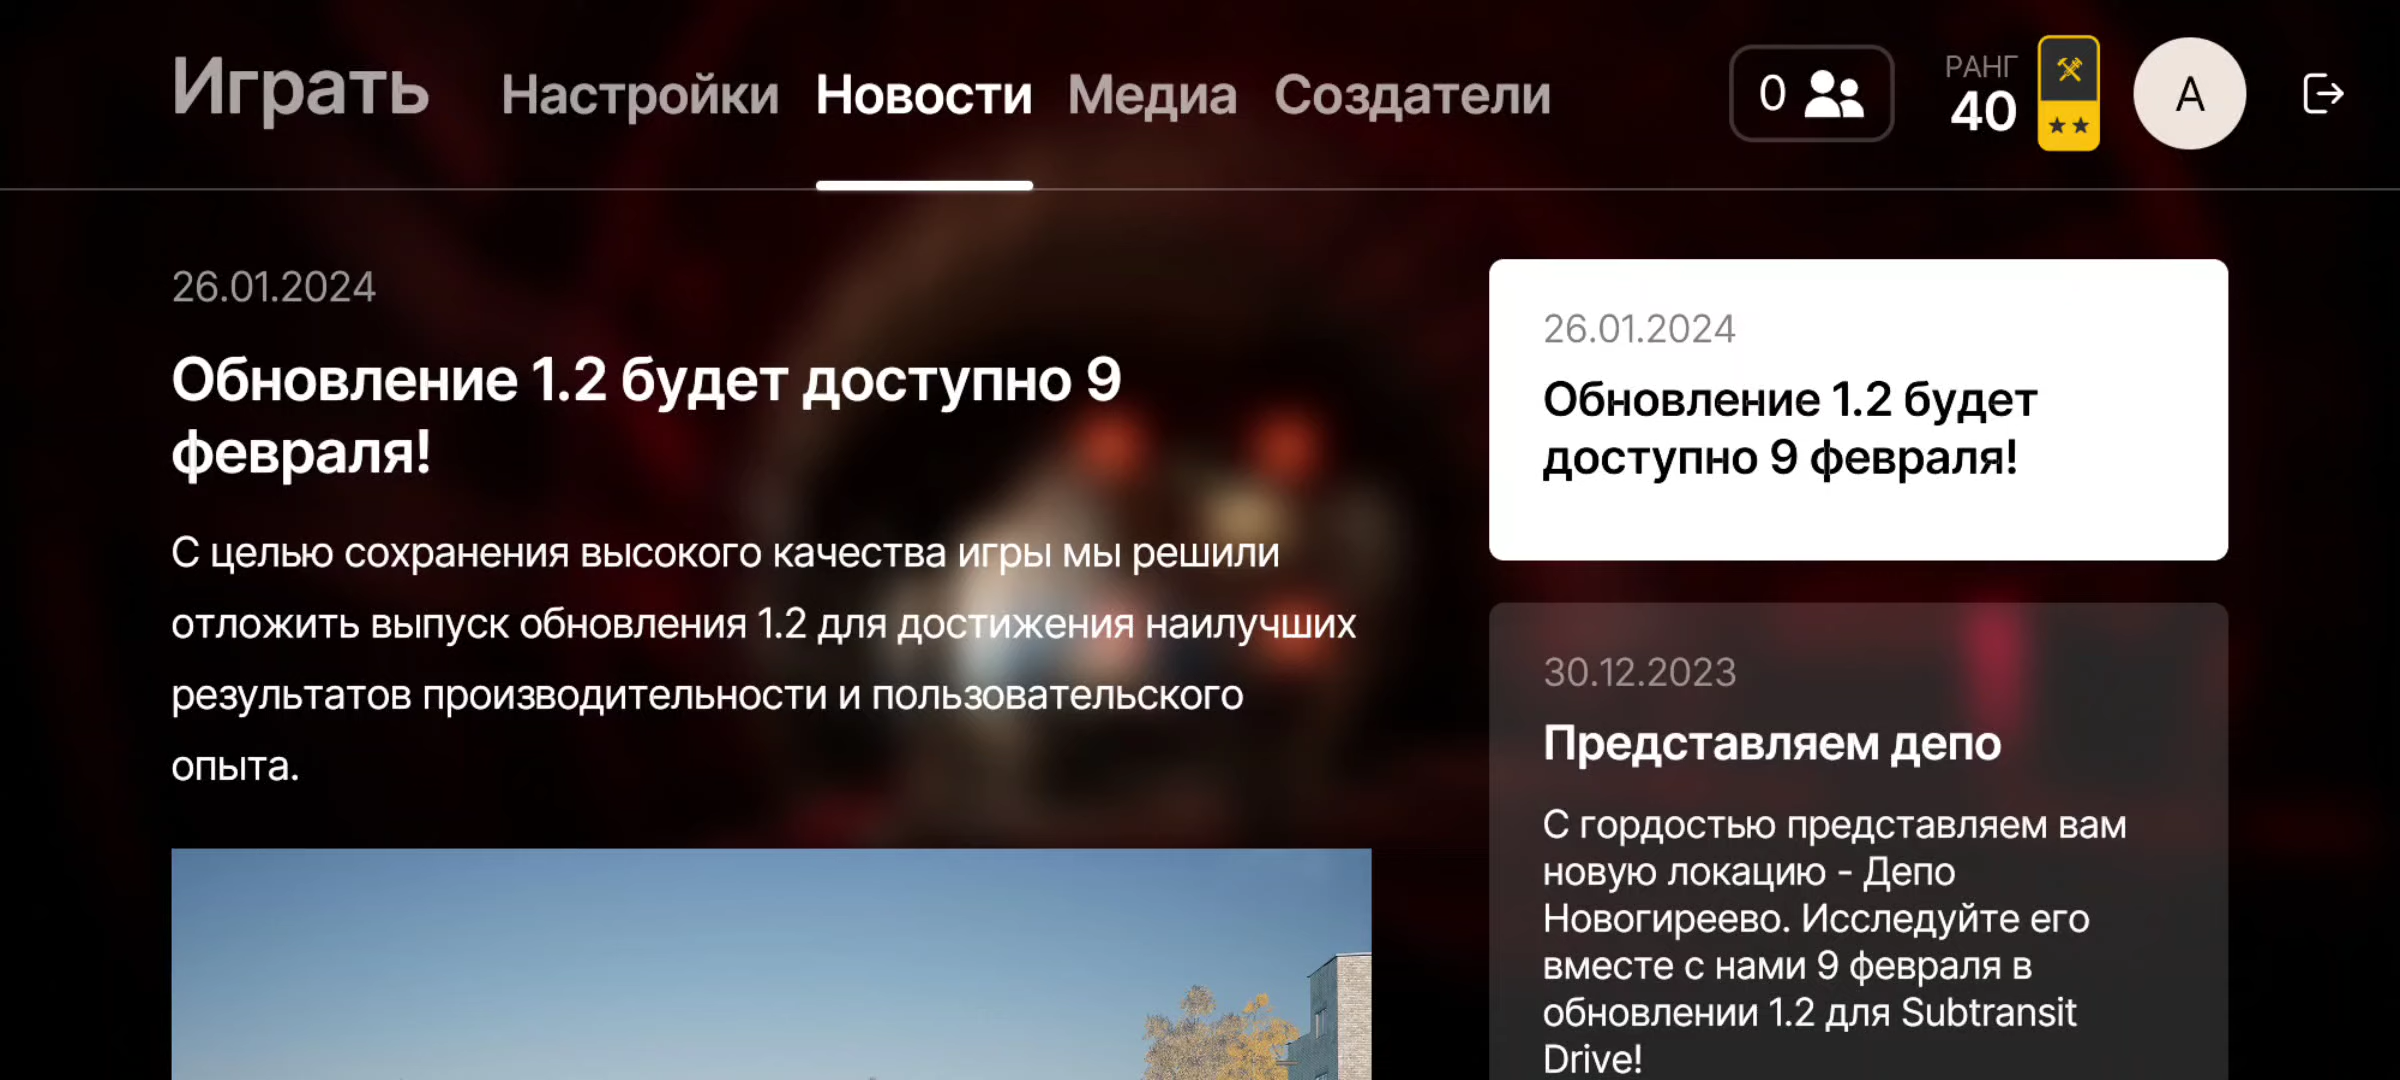 Играть Настройки Новости Медиа Создатели 0 РАНГ 40 A
26.01.2024
Обновление 1.2 будет доступно 9
февраля!
С целью сохранения высокого качества игры мы решили
отложить выпуск обновления 1.2 для достижения наилучших
результатов производительности и пользовательского
опыта.
26.01.2024
Обновление 1.2 будет
доступно 9 февраля!
30.12.2023
Представляем депо
С гордостью представляем вам
новую локацию - Депо
Новогиреево. Исследуйте его
вместе с нами 9 февраля в
обновлении 1.2 для Subtransit
Drive!